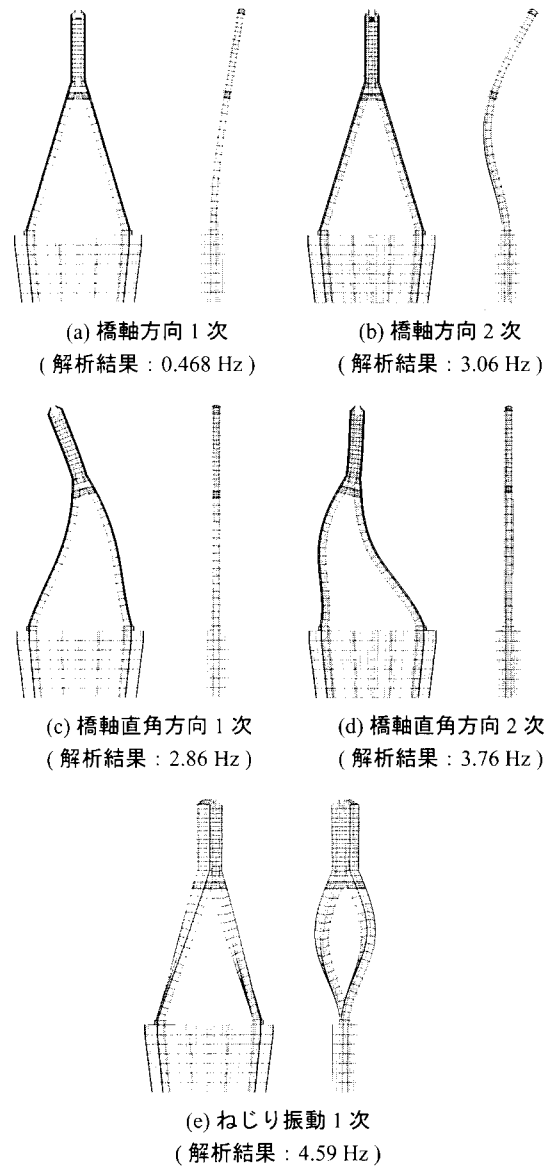 (a) 橋軸方向1次
( 解析結果：0.468 Hz )
(b) 橋軸方向2次
( 解析結果：3.06 Hz )
(c) 橋軸直角方向1次
( 解析結果：2.86 Hz )
(d) 橋軸直角方向2次
( 解析結果：3.76 Hz )
(e) ねじり振動1次
( 解析結果：4.59 Hz )